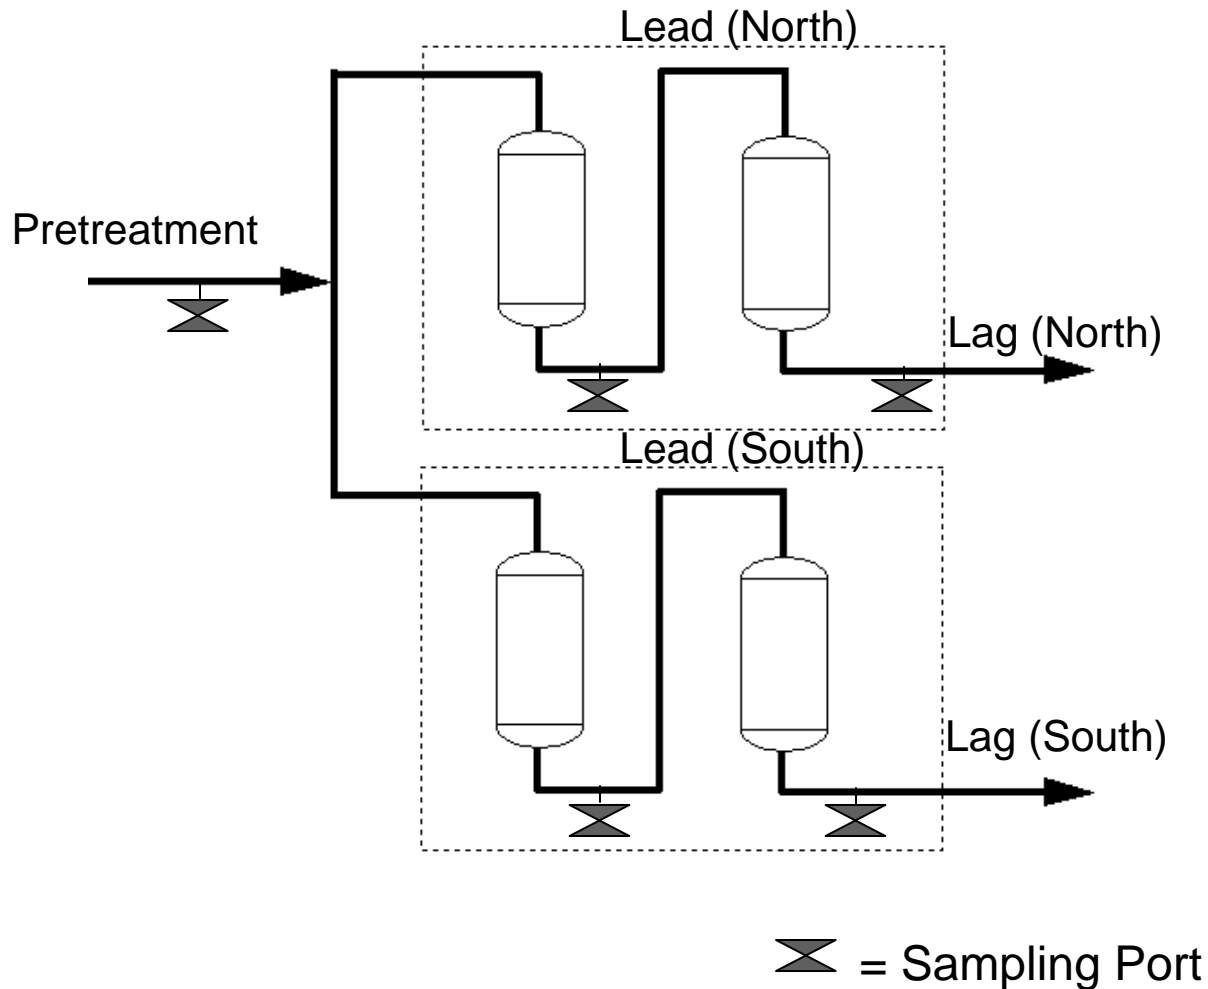 Lead (North)
Pretreatment
Lag (North)
Lead (South)
Lag (South)
= Sampling Port